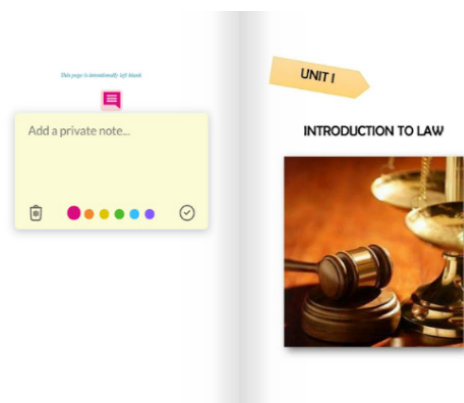 This page is intentionally left blank
Add a private note...
UNIT I
INTRODUCTION TO LAW